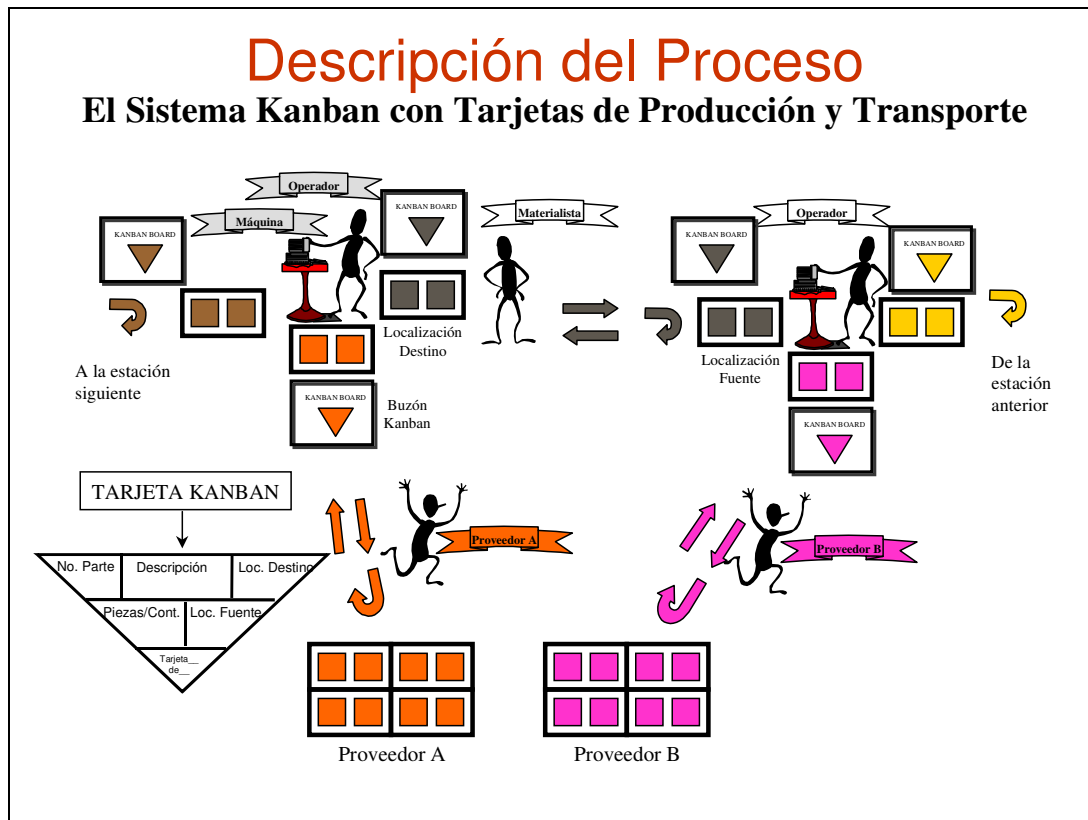 Descripción del Proceso
El Sistema Kanban con Tarjetas de Producción y Transporte
Operador
KANBAN BOARD
Máquina
KANBAN BOARD
Materialista
Operador
KANBAN BOARD
KANBAN BOARD
Localización
Destino
Localización
Fuente
A la estación
siguiente
De la
estación
anterior
KANBAN BOARD
Buzón
Kanban
KANBAN BOARD
TARJETA KANBAN
No. Parte
Descripción
Loc. Destino
Piezas/Cont.
Loc. Fuente
Tarjeta__
de__
Proveedor A
Proveedor B
Proveedor A
Proveedor B